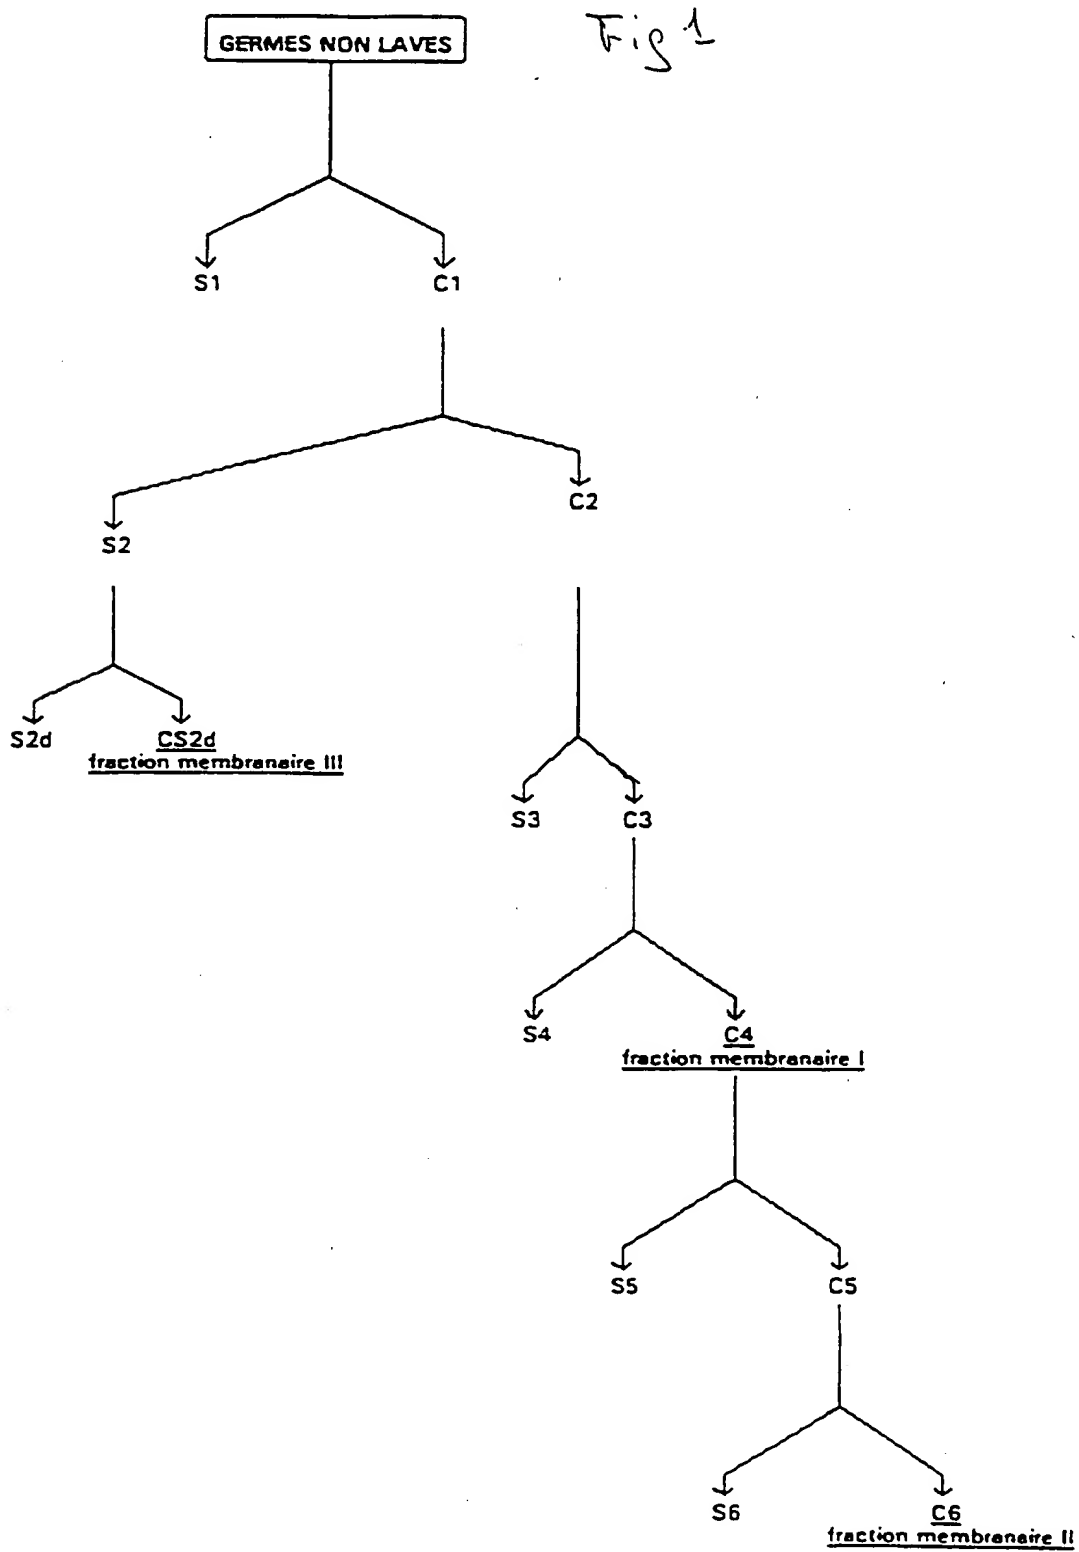 GERMES NON LAVES
Fig 1
S1
C1
C2
S2
S2d
CS2d
fraction membranaire III
S3
C3
S4
C4
fraction membranaire I
S5
C5
S6
C6
fraction membranaire II